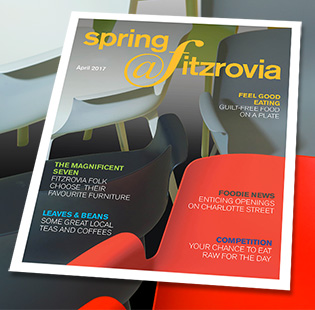 spring
@fitzrovia
April 2017
FEEL GOOD
EATING
GUILT-FREE FOOD
ON A PLATE
THE MAGNIFICENT
SEVEN
FITZROVIA FOLK
CHOOSE THEIR
FAVOURITE FURNITURE
LEAVES & BEANS
SOME GREAT LOCAL
TEAS AND COFFEES
FOODIE NEWS
ENTICING OPENINGS
ON CHARLOTTE STREET
COMPETITION
YOUR CHANCE TO EAT
RAW FOR THE DAY